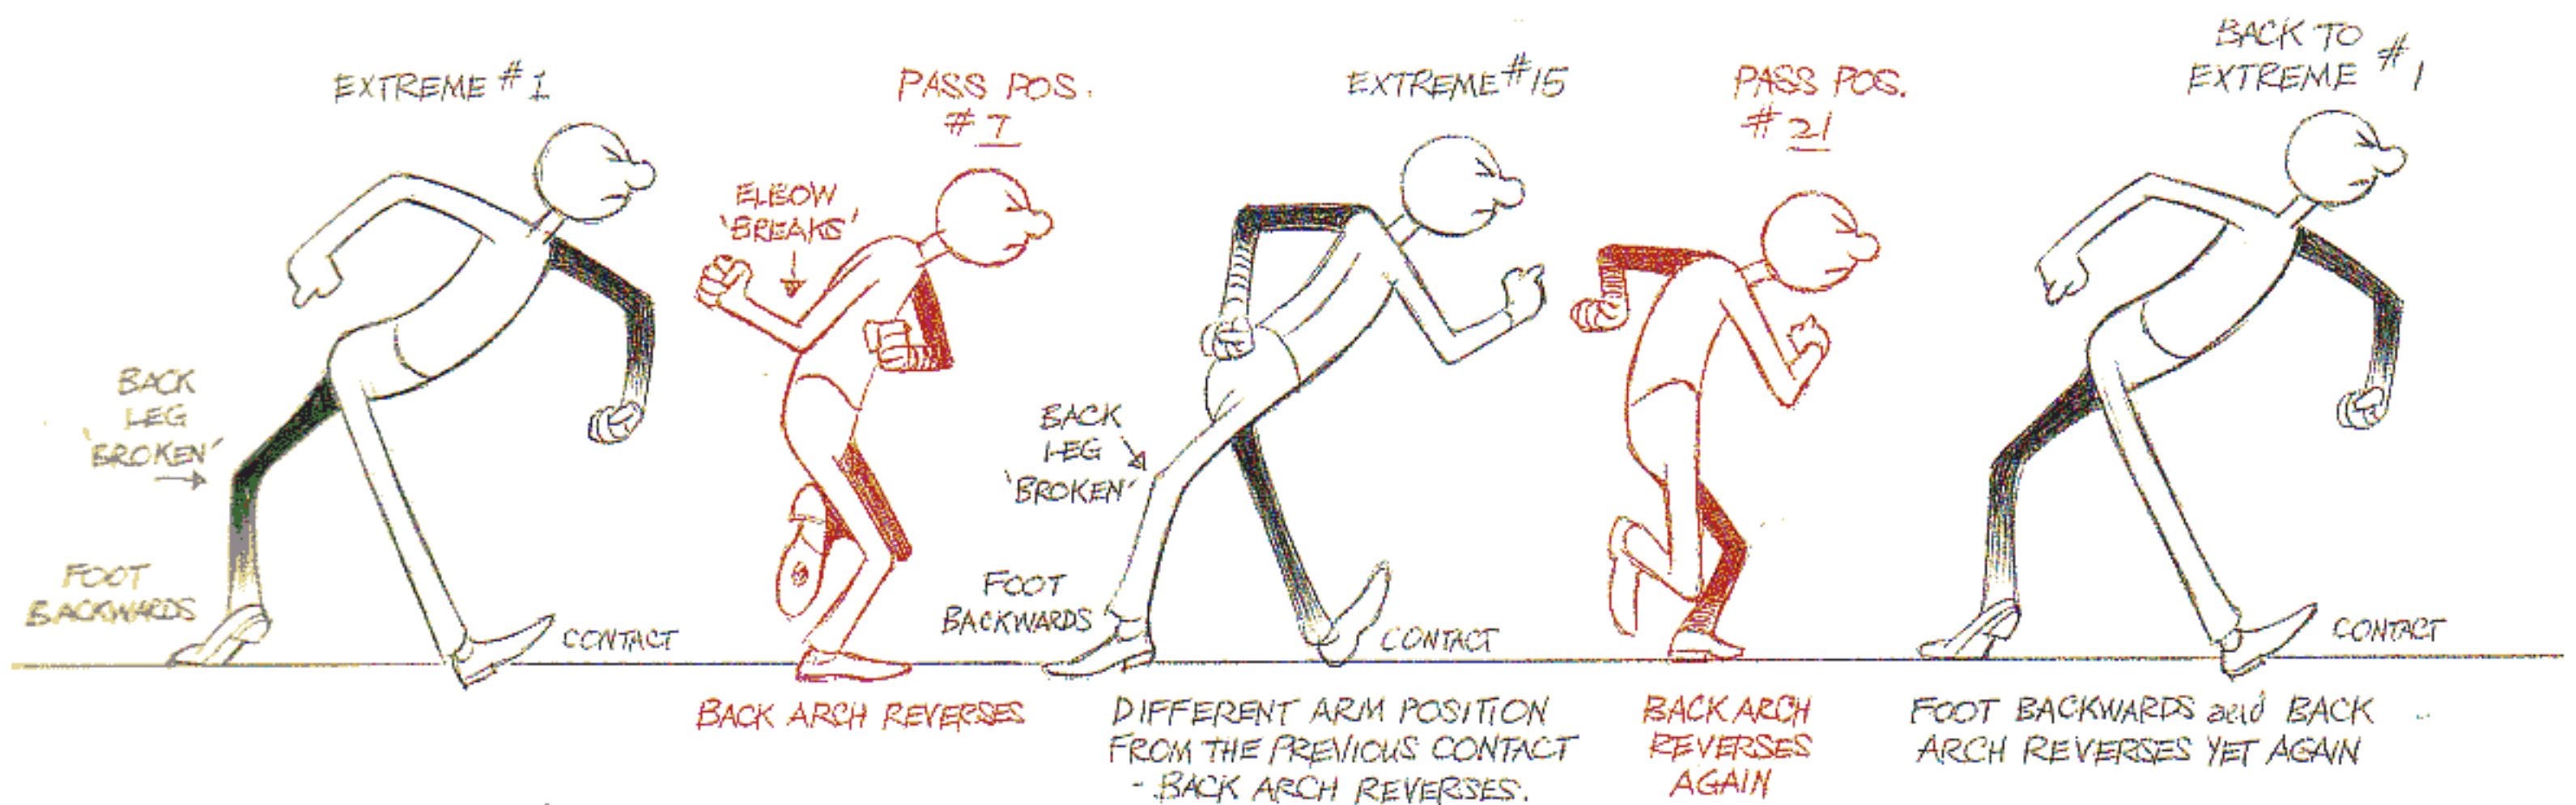 EXTREME #1
BACK
LEG
'BROKEN'
FOOT
BACKWARDS
CONTACT
PASS POS.
#7
ELBOW
'BREAKS'
BACK ARCH REVERSES
EXTREME #15
BACK
LEG
'BROKEN'
FOOT
BACKWARDS
CONTACT
DIFFERENT ARM POSITION
FROM THE PREVIOUS CONTACT
- BACK ARCH REVERSES.
PASS POS.
#21
BACK ARCH
REVERSES
AGAIN
BACK TO
EXTREME #1
CONTACT
FOOT BACKWARDS and BACK
ARCH REVERSES YET AGAIN